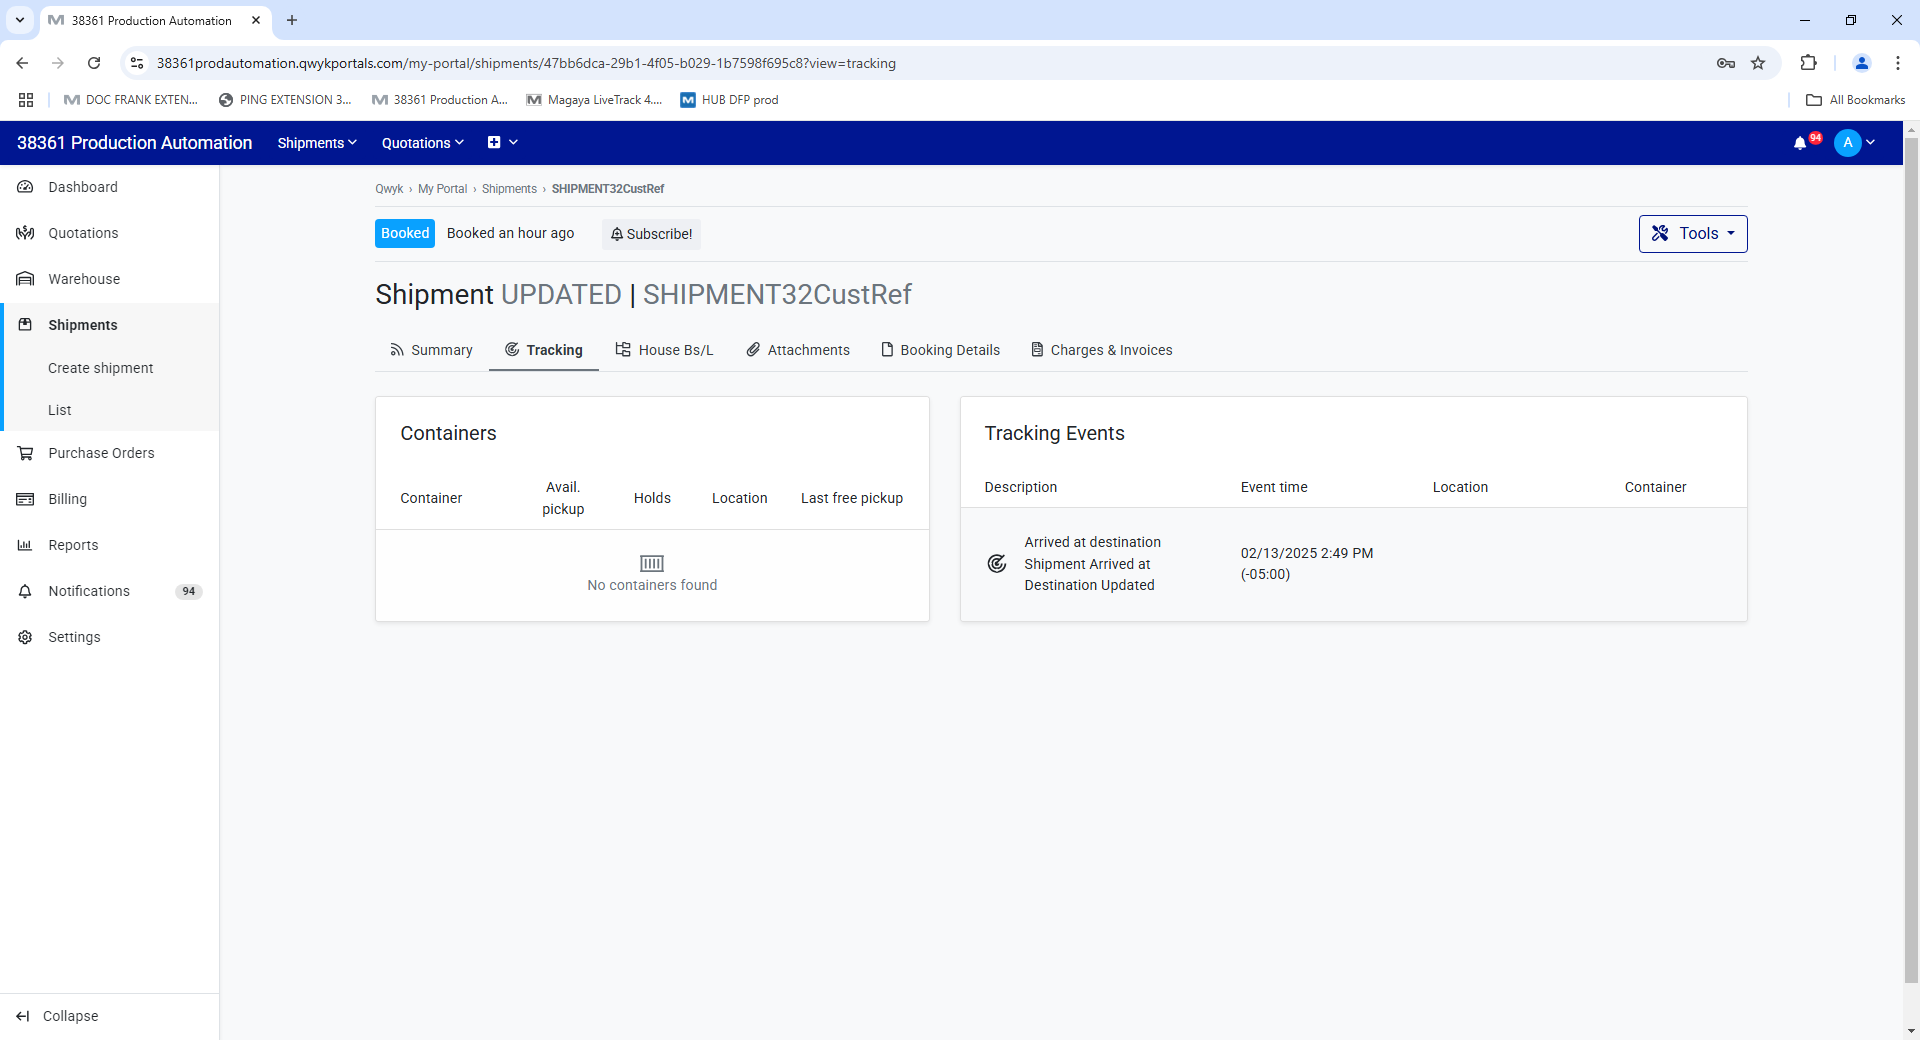 38361 Production Automation
38361prodautomation.qwykportals.com/my-portal/shipments/47bb6dca-29b1-4f05-b029-1b7598f695c8?view=tracking
DOC FRANK EXTEN... PING EXTENSION 3... 38361 Production A... Magaya LiveTrack 4.... HUB DFP prod All Bookmarks
38361 Production Automation Shipments Quotations 94 A
Dashboard
Quotations
Warehouse
Shipments
Create shipment
List
Purchase Orders
Billing
Reports
Notifications 94
Settings
Collapse
Qwyk › My Portal › Shipments › SHIPMENT32CustRef
Booked Booked an hour ago Subscribe! Tools
Shipment UPDATED | SHIPMENT32CustRef
Summary Tracking House Bs/L Attachments Booking Details Charges & Invoices
Containers
Container Avail. pickup Holds Location Last free pickup
No containers found
Tracking Events
Description Event time Location Container
Arrived at destination
Shipment Arrived at
Destination Updated
02/13/2025 2:49 PM
(-05:00)